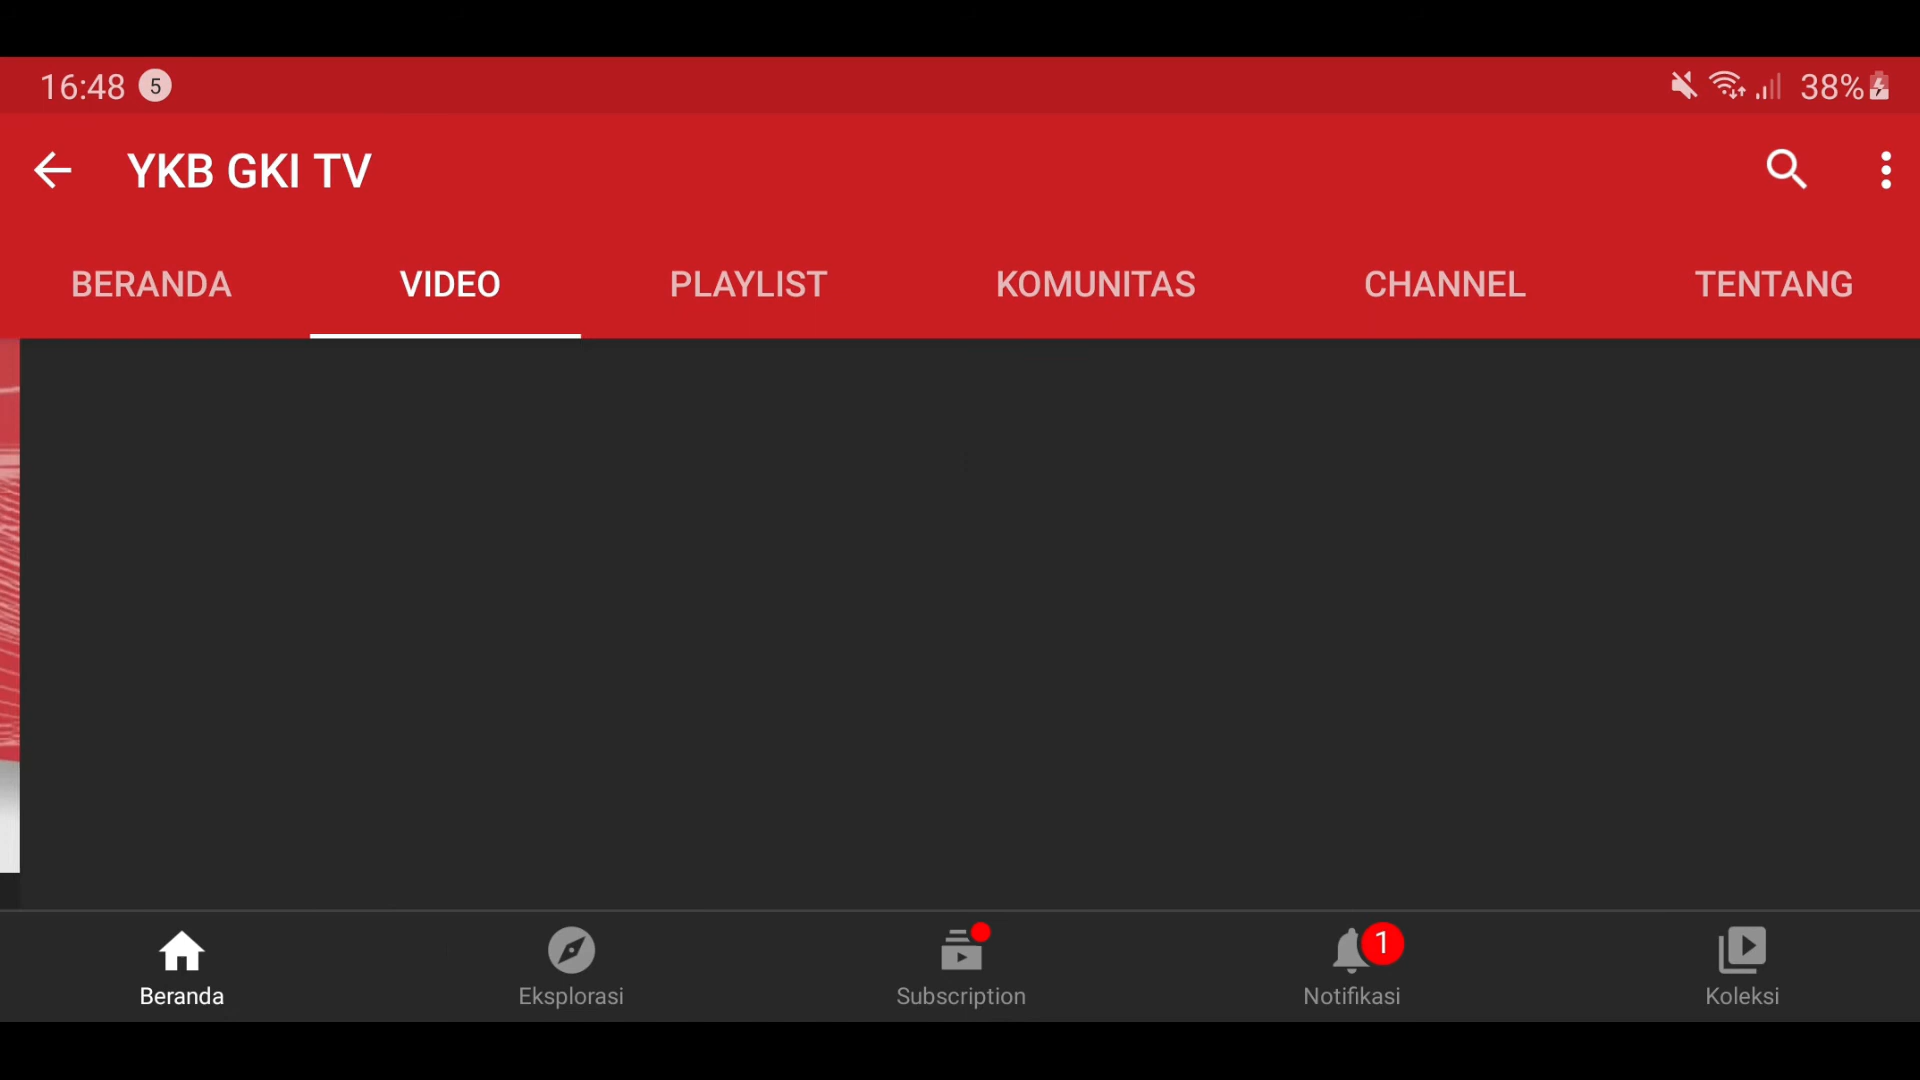 16:48 5 38%
YKB GKI TV
BERANDA VIDEO PLAYLIST KOMUNITAS CHANNEL TENTANG
1
Beranda Eksplorasi Subscription Notifikasi Koleksi